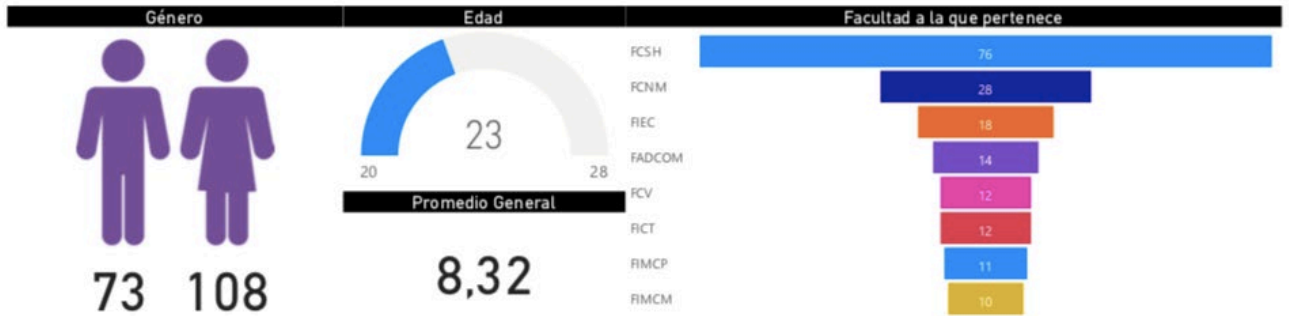 Género
73 108
Edad
23
20 28
Promedio General
8,32
Facultad a la que pertenece
FCSH 76
FCNM 28
FIEC 18
FADCOM 14
FCV 12
FICT 12
FIMCP 11
FIMCM 10